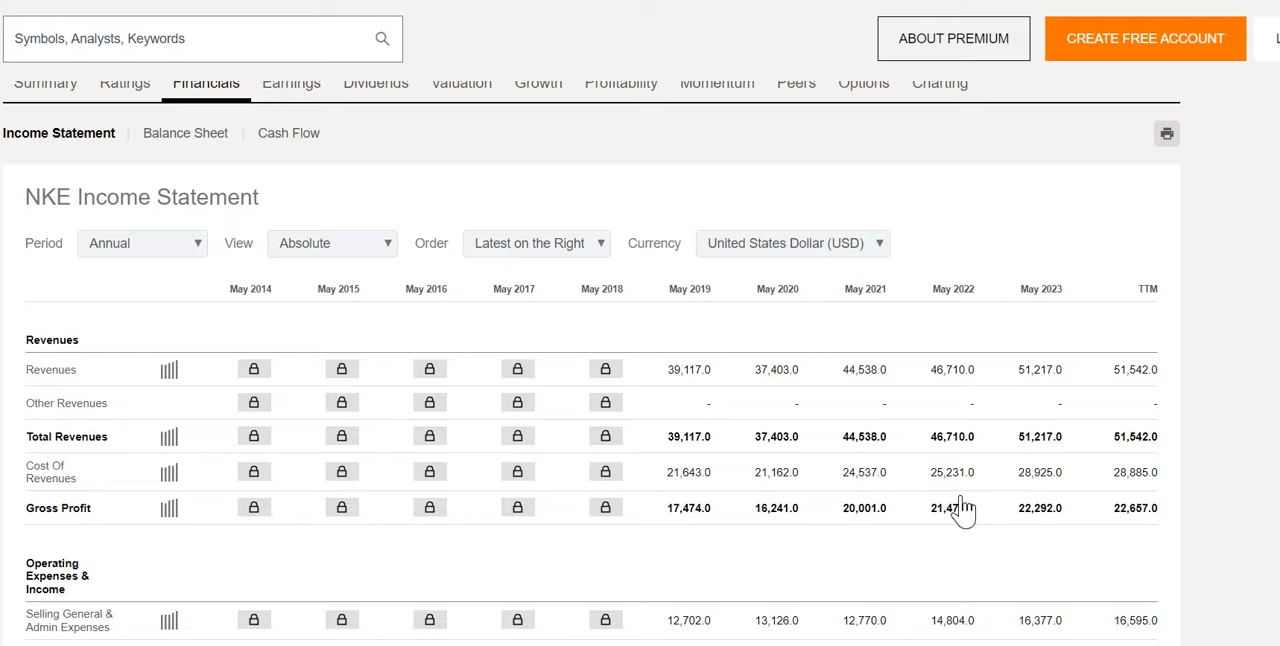 Symbols, Analysts, Keywords
ABOUT PREMIUM
CREATE FREE ACCOUNT
Summary Ratings Financials Earnings Dividends Valuation Growth Profitability Momentum Peers Options Charting
Income Statement | Balance Sheet | Cash Flow
NKE Income Statement
Period Annual View Absolute Order Latest on the Right Currency United States Dollar (USD)
May 2014 May 2015 May 2016 May 2017 May 2018 May 2019 May 2020 May 2021 May 2022 May 2023 TTM
Revenues
Revenues 39,117.0 37,403.0 44,538.0 46,710.0 51,217.0 51,542.0
Other Revenues - - - - - -
Total Revenues 39,117.0 37,403.0 44,538.0 46,710.0 51,217.0 51,542.0
Cost Of
Revenues 21,643.0 21,162.0 24,537.0 25,231.0 28,925.0 28,885.0
Gross Profit 17,474.0 16,241.0 20,001.0 22,292.0 22,657.0
Operating
Expenses &
Income
Selling General &
Admin Expenses 12,702.0 13,126.0 12,770.0 14,804.0 16,377.0 16,595.0